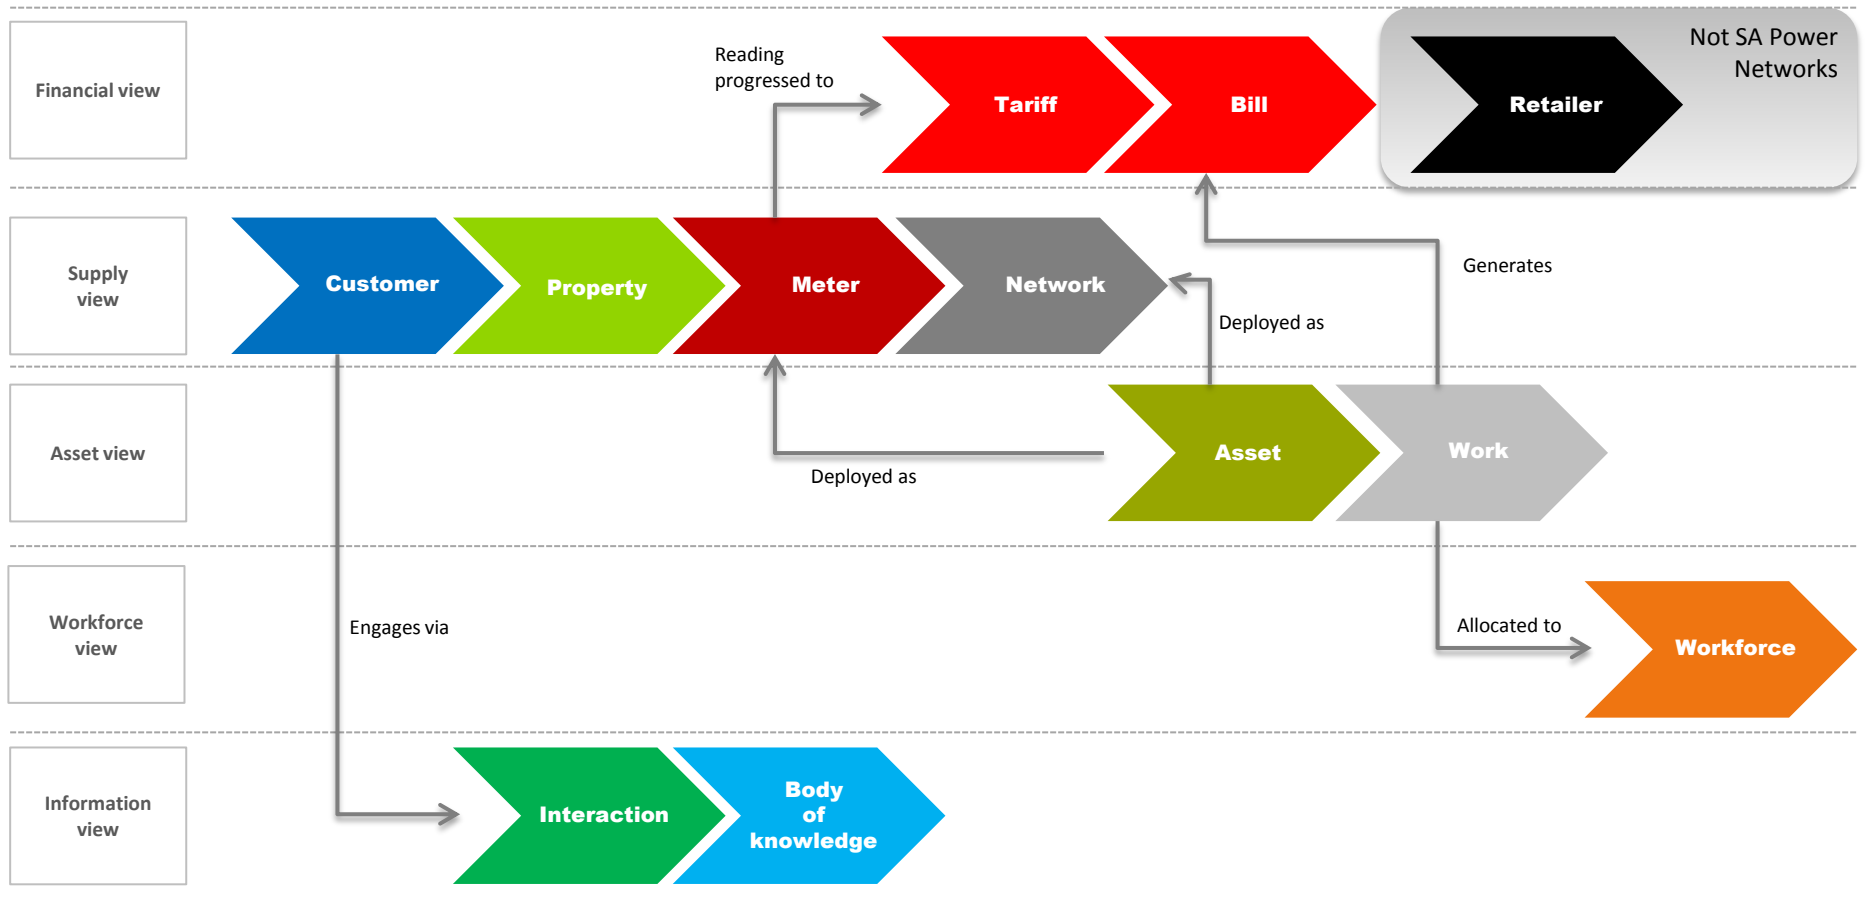 Not SA Power
Networks
Reading
progressed to
Financial view
Tariff
Bill
Retailer
Supply
view
Customer
Property
Meter
Network
Generates
Deployed as
Asset view
Deployed as
Asset
Work
Workforce
view
Engages via
Allocated to
Workforce
Information
view
Interaction
Body
of
knowledge